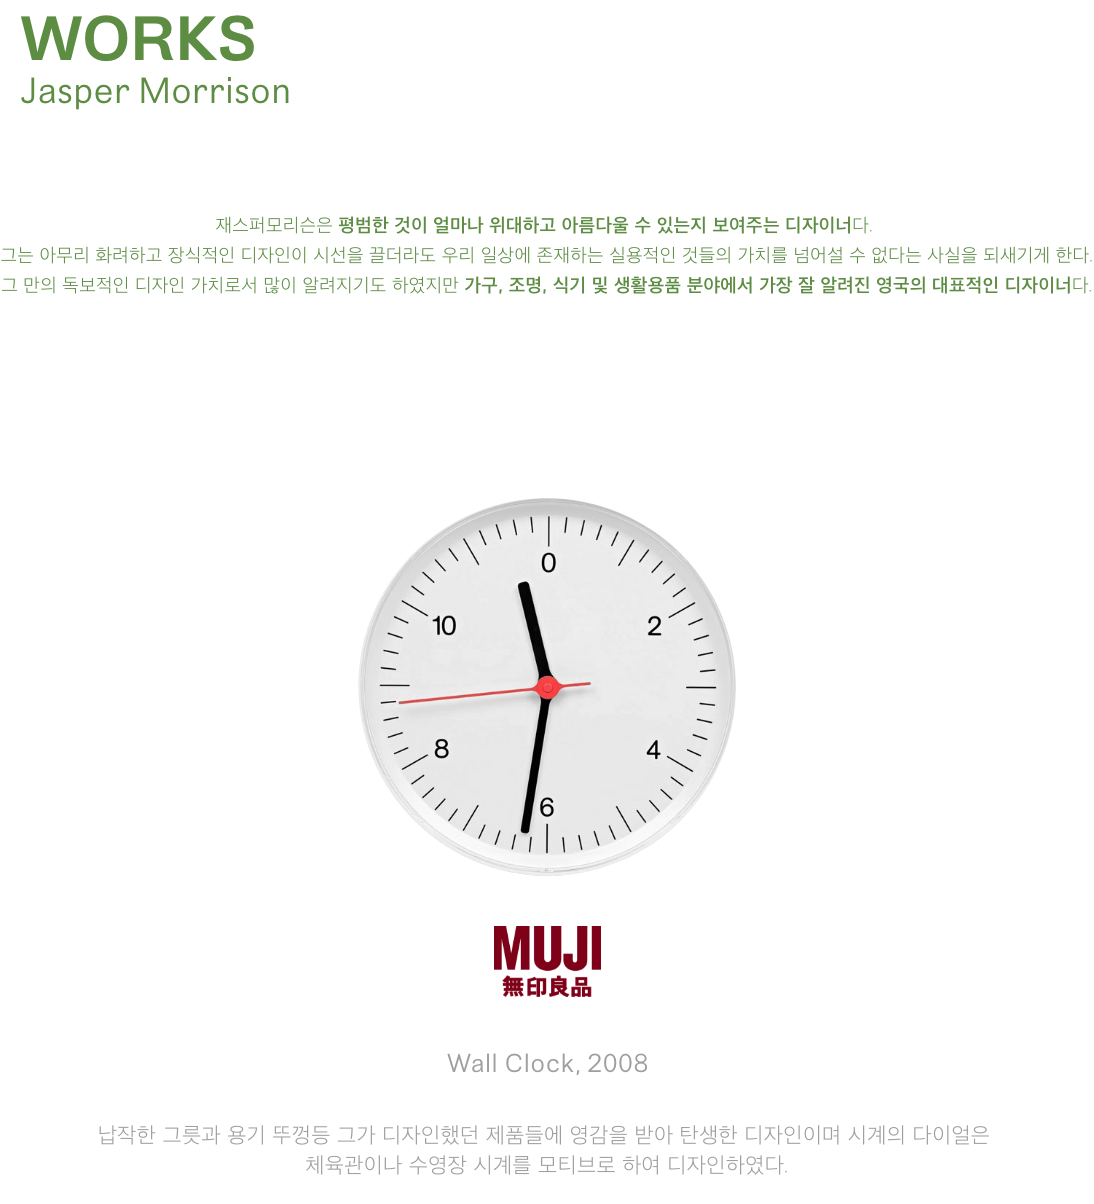 WORKS
Jasper Morrison
재스퍼모리슨은 평범한 것이 얼마나 위대하고 아름다울 수 있는지 보여주는 디자이너다.
그는 아무리 화려하고 장식적인 디자인이 시선을 끌더라도 우리 일상에 존재하는 실용적인 것들의 가치를 넘어설 수 없다는 사실을 되새기게 한다.
그 만의 독보적인 디자인 가치로서 많이 알려지기도 하였지만 가구, 조명, 식기 및 생활용품 분야에서 가장 잘 알려진 영국의 대표적인 디자이너다.
0
10
2
8
4
6
MUJI
無印良品
Wall Clock, 2008
납작한 그릇과 용기 뚜껑등 그가 디자인했던 제품들에 영감을 받아 탄생한 디자인이며 시계의 다이얼은
체육관이나 수영장 시계를 모티브로 하여 디자인하였다.